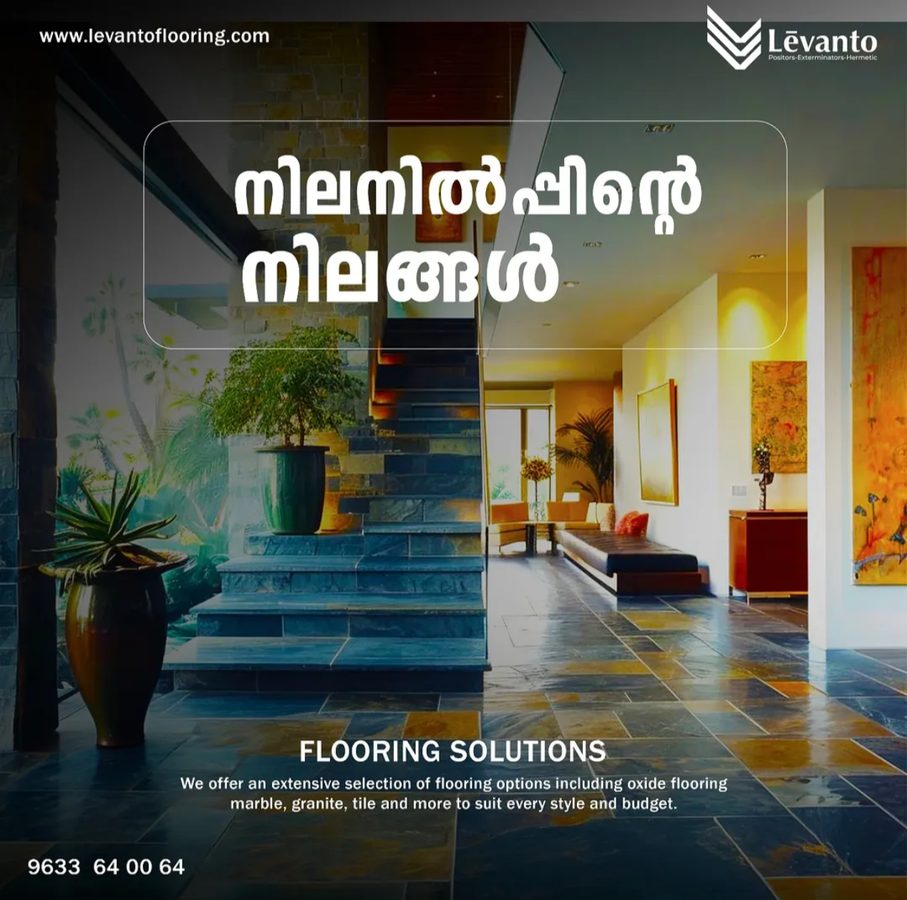 www.levantoflooring.com
Lēvanto
Positors-Exterminators-Hermetic
നിലനിൽപ്പിന്റെ
നിലങ്ങൾ
FLOORING SOLUTIONS
We offer an extensive selection of flooring options including oxide flooring
marble, granite, tile and more to suit every style and budget.
9633 64 00 64